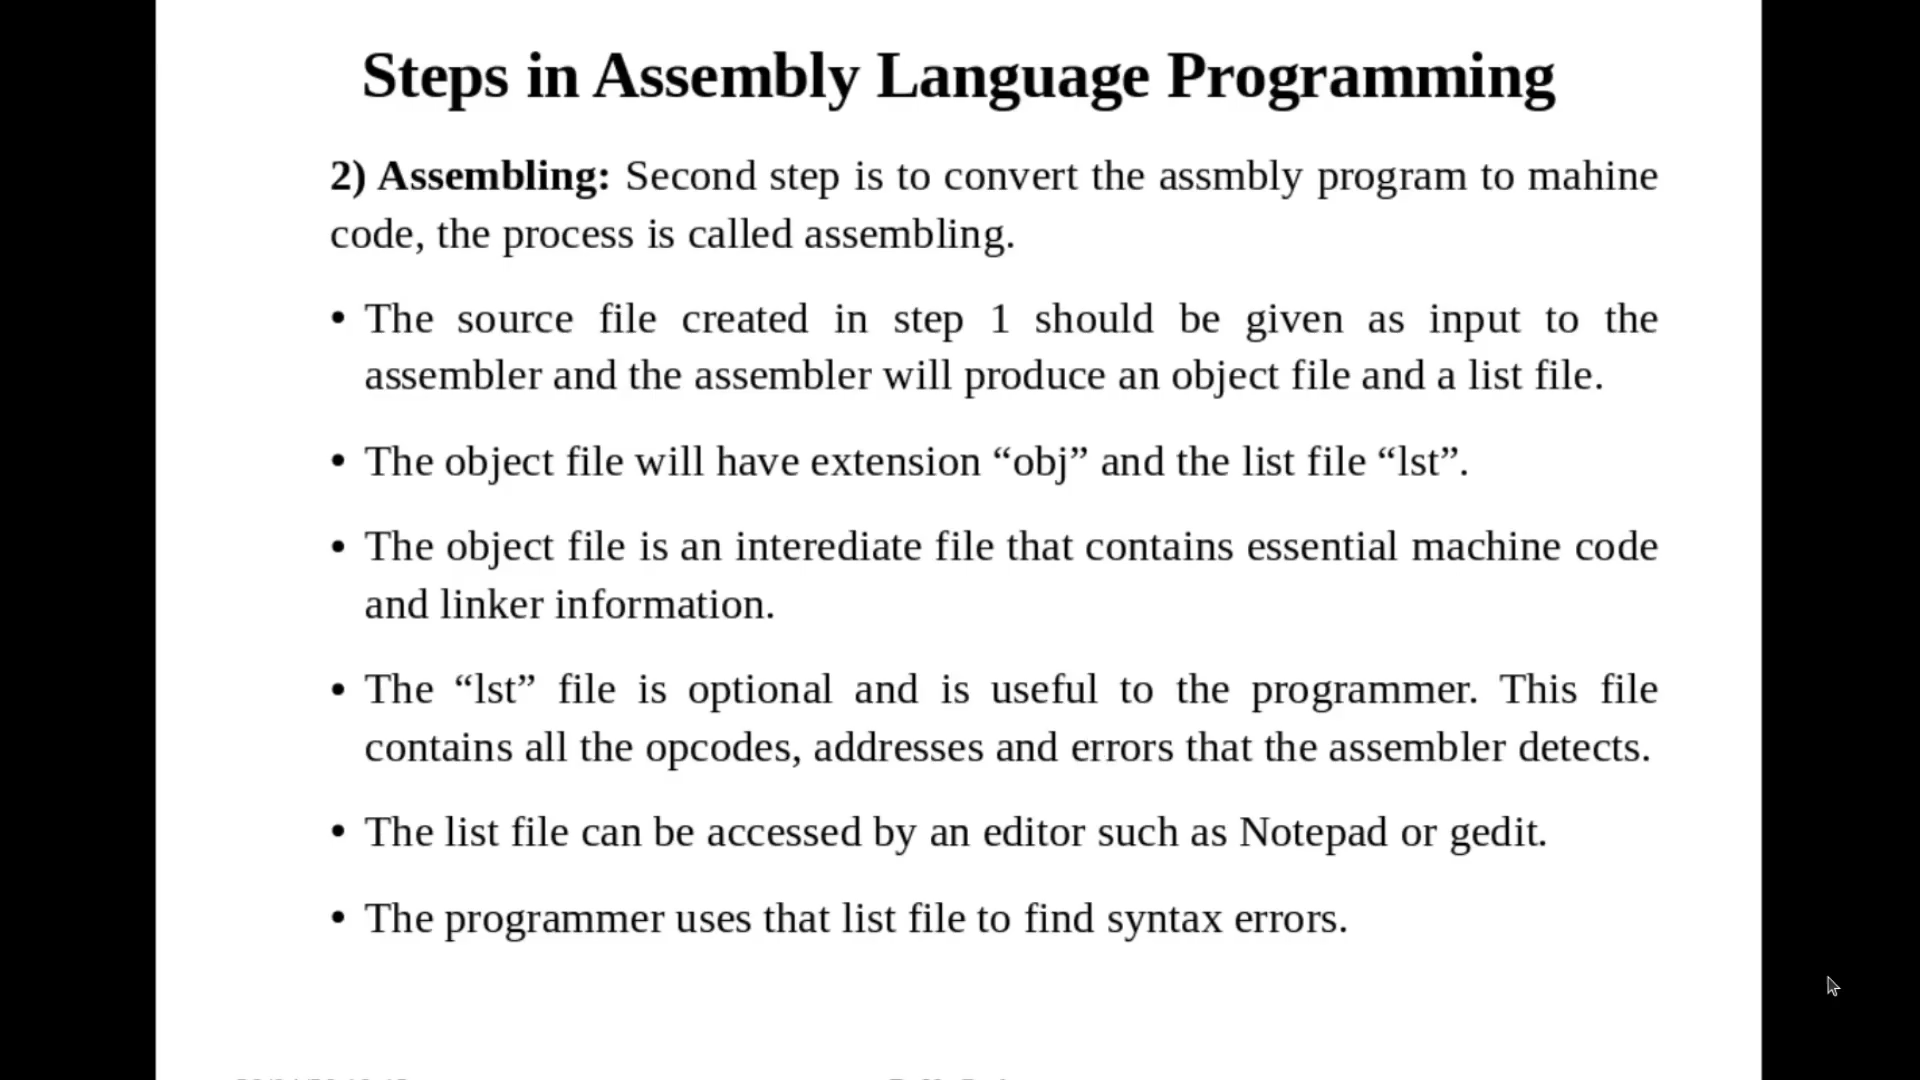 Steps in Assembly Language Programming
2) Assembling: Second step is to convert the assmbly program to mahine
code, the process is called assembling.
• The source file created in step 1 should be given as input to the
assembler and the assembler will produce an object file and a list file.
• The object file will have extension “obj” and the list file “lst”.
• The object file is an interediate file that contains essential machine code
and linker information.
• The “lst” file is optional and is useful to the programmer. This file
contains all the opcodes, addresses and errors that the assembler detects.
• The list file can be accessed by an editor such as Notepad or gedit.
• The programmer uses that list file to find syntax errors.